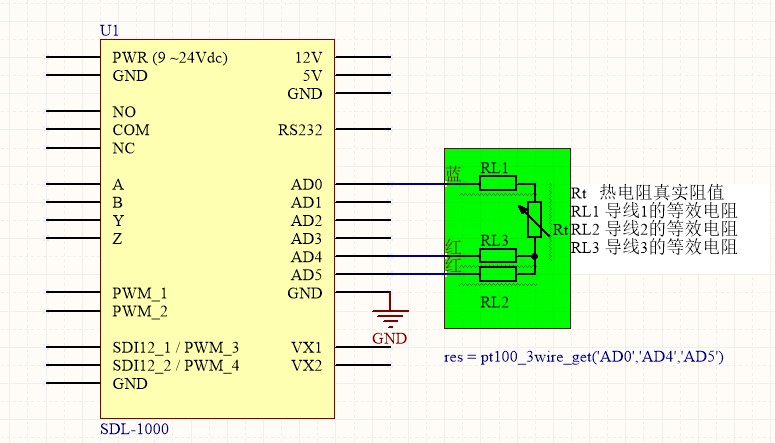 U1
PWR (9 ~24Vdc)
GND
NO
COM
NC
A
B
Y
Z
PWM_1
PWM_2
SDI12_1 / PWM_3
SDI12_2 / PWM_4
GND
12V
5V
GND
RS232
AD0
AD1
AD2
AD3
AD4
AD5
GND
VX1
VX2
SDL-1000
GND
蓝
RL1
红
RL3
红
RL2
Rt
Rt 热电阻真实阻值
RL1 导线1的等效电阻
RL2 导线2的等效电阻
RL3 导线3的等效电阻
res = pt100_3wire_get('AD0','AD4','AD5')